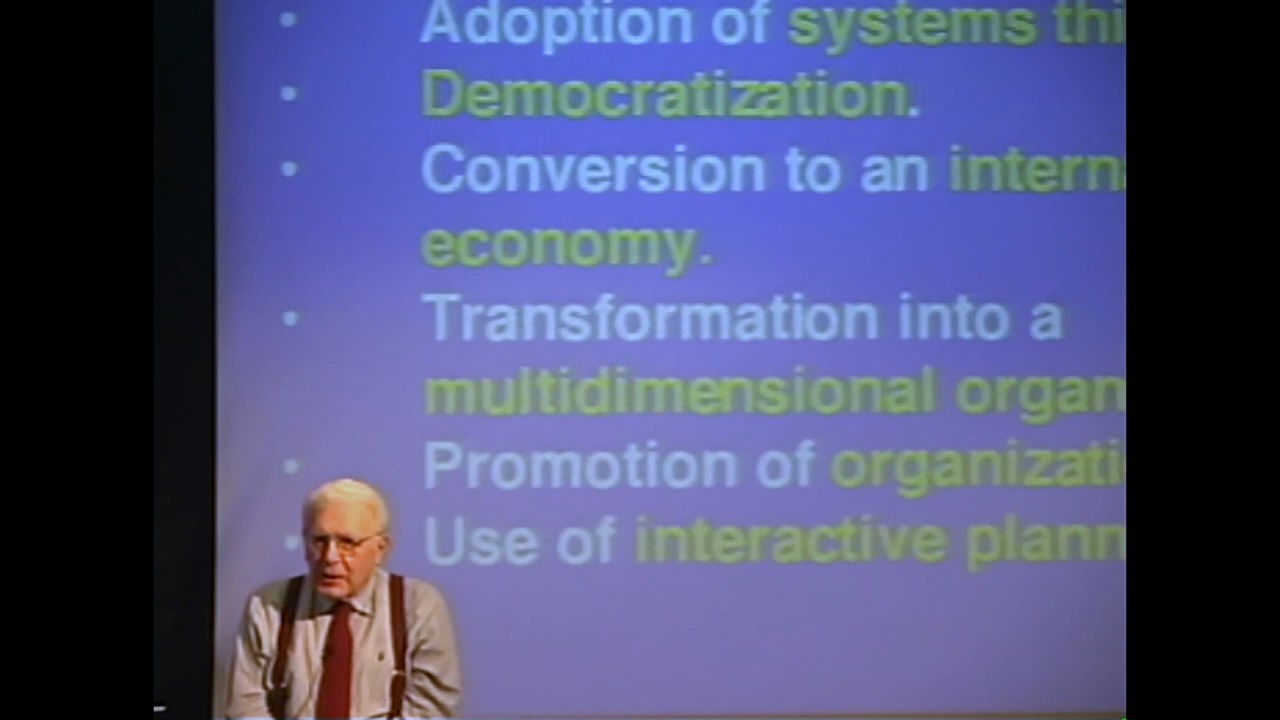 • Adoption of systems thi
• Democratization.
• Conversion to an interna
economy.
• Transformation into a
multidimensional organ
• Promotion of organizati
• Use of interactive plann